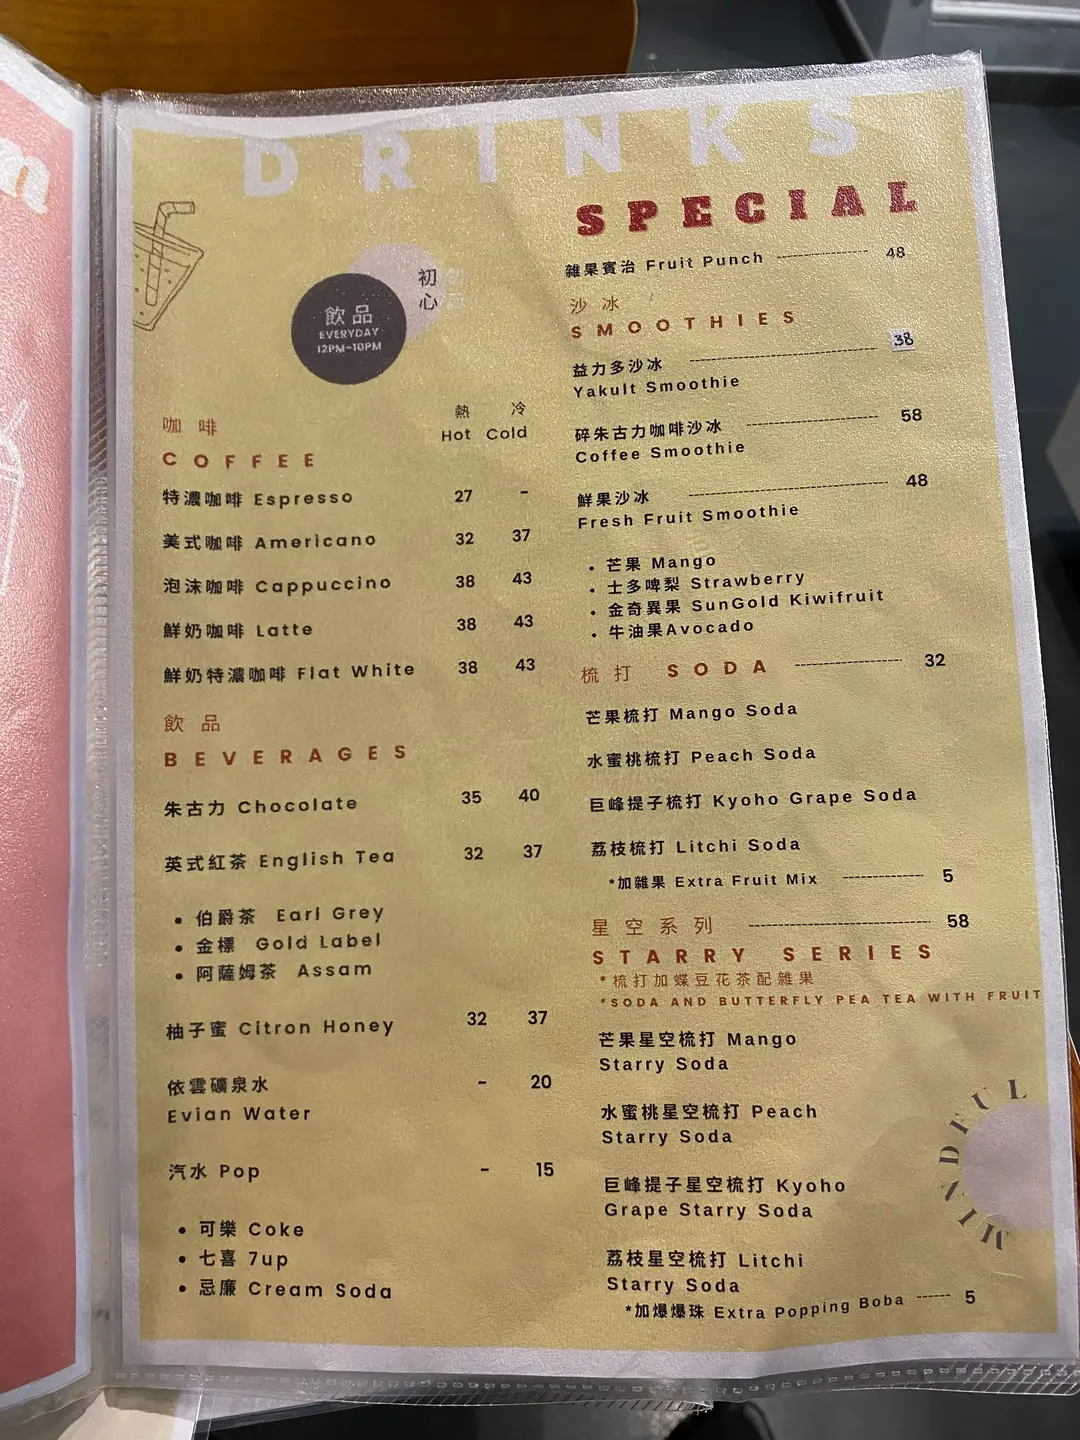 DRINKS
飲品
EVERYDAY
12PM-10PM
初心
熱 冷
Hot Cold
咖啡
COFFEE
特濃咖啡 Espresso 27 -
美式咖啡 Americano 32 37
泡沫咖啡 Cappuccino 38 43
鮮奶咖啡 Latte 38 43
鮮奶特濃咖啡 Flat White 38 43
飲品
BEVERAGES
朱古力 Chocolate 35 40
英式紅茶 English Tea 32 37
• 伯爵茶 Earl Grey
• 金標 Gold Label
• 阿薩姆茶 Assam
柚子蜜 Citron Honey 32 37
依雲礦泉水 - 20
Evian Water
汽水 Pop - 15
• 可樂 Coke
• 七喜 7up
• 忌廉 Cream Soda
SPECIAL
雜果賓治 Fruit Punch 48
沙冰
SMOOTHIES
益力多沙冰 38
Yakult Smoothie
碎朱古力咖啡沙冰 58
Coffee Smoothie
鮮果沙冰 48
Fresh Fruit Smoothie
• 芒果 Mango
• 士多啤梨 Strawberry
• 金奇異果 SunGold Kiwifruit
• 牛油果Avocado
梳打 SODA 32
芒果梳打 Mango Soda
水蜜桃梳打 Peach Soda
巨峰提子梳打 Kyoho Grape Soda
荔枝梳打 Litchi Soda
*加雜果 Extra Fruit Mix 5
星空系列 58
STARRY SERIES
*梳打加蝶豆花茶配雜果
*SODA AND BUTTERFLY PEA TEA WITH FRUIT
芒果星空梳打 Mango
Starry Soda
水蜜桃星空梳打 Peach
Starry Soda
巨峰提子星空梳打 Kyoho
Grape Starry Soda
荔枝星空梳打 Litchi
Starry Soda
*加爆爆珠 Extra Popping Boba 5
MINDFUL